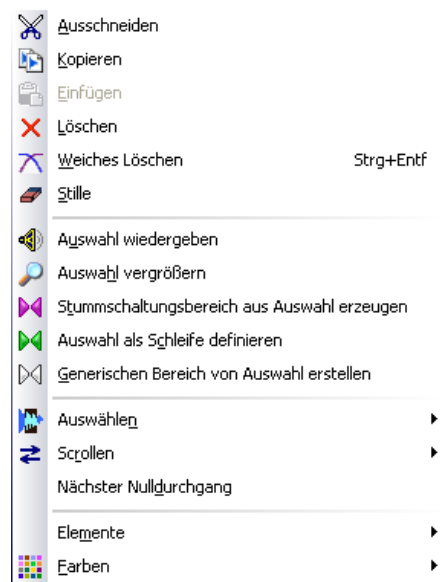 Ausschneiden
Kopieren
Einfügen
Löschen
Weiches Löschen Strg+Entf
Stille
Auswahl wiedergeben
Auswahl vergrößern
Stummschaltungsbereich aus Auswahl erzeugen
Auswahl als Schleife definieren
Generischen Bereich von Auswahl erstellen
Auswählen
Scrollen
Nächster Nulldurchgang
Elemente
Farben